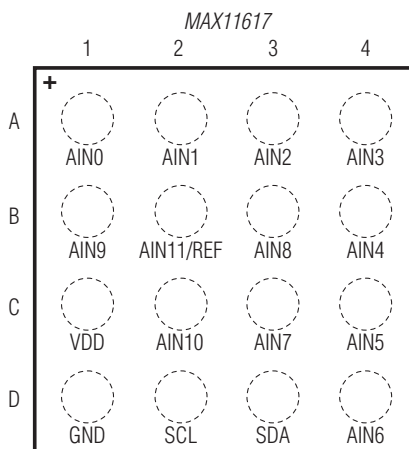 MAX11617
1 2 3 4
+
A
AIN0 AIN1 AIN2 AIN3
B
AIN9 AIN11/REF AIN8 AIN4
C
VDD AIN10 AIN7 AIN5
D
GND SCL SDA AIN6